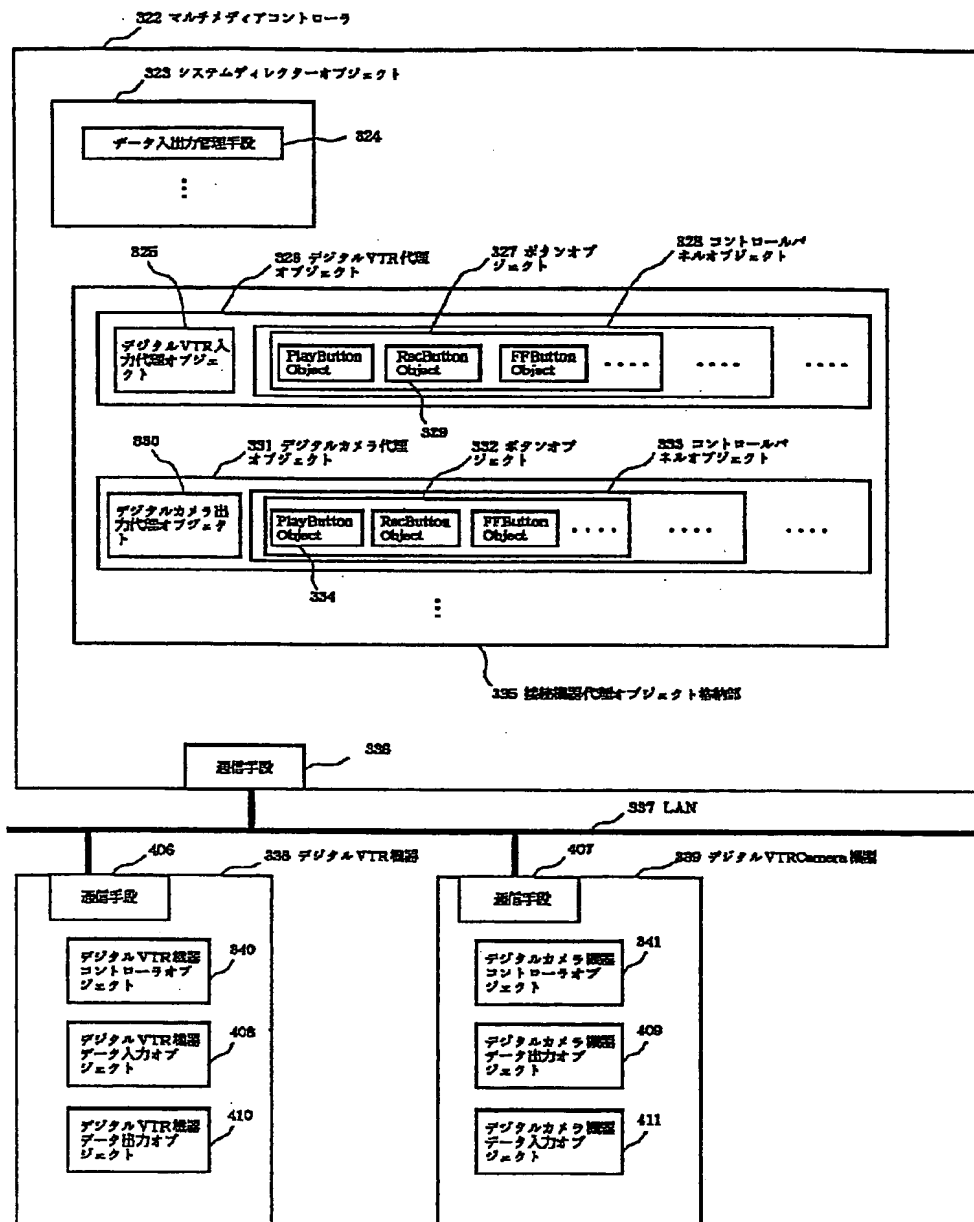 322 マルチメディアコントローラ
323 システムディレクターオブジェクト
データ入出力管理手段
324
325
326 デジタルVTR代理
オブジェクト
327 ボタンオブ
ジェクト
328 コントロールパ
ネルオブジェクト
デジタルVTR入
力代理オブジェ
クト
PlayButton
Object
RecButton
Object
FFButton
Object
329
330
331 デジタルカメラ代理
オブジェクト
332 ボタンオブ
ジェクト
333 コントロールパ
ネルオブジェクト
デジタルカメラ出
力代理オブジェク
ト
PlayButton
Object
RecButton
Object
FFButton
Object
334
335 接続機器代理オブジェクト格納部
通信手段
336
337 LAN
406
338 デジタルVTR機器
407
339 デジタルVTRCamera機器
通信手段
通信手段
デジタルVTR機器
コントローラオブ
ジェクト
340
デジタルカメラ機器
コントローラオブ
ジェクト
341
デジタルVTR機器
データ入力オブ
ジェクト
408
デジタルカメラ機器
データ出力オブ
ジェクト
409
デジタルVTR機器
データ出力オブ
ジェクト
410
デジタルカメラ機器
データ入力オブ
ジェクト
411